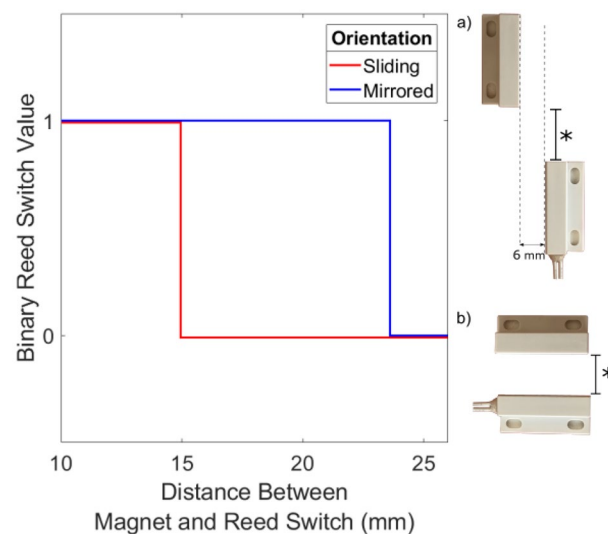 Orientation
Sliding
Mirrored
1
0
Binary Reed Switch Value
10
15
20
25
Distance Between
Magnet and Reed Switch (mm)
a)
*
6 mm
b)
*